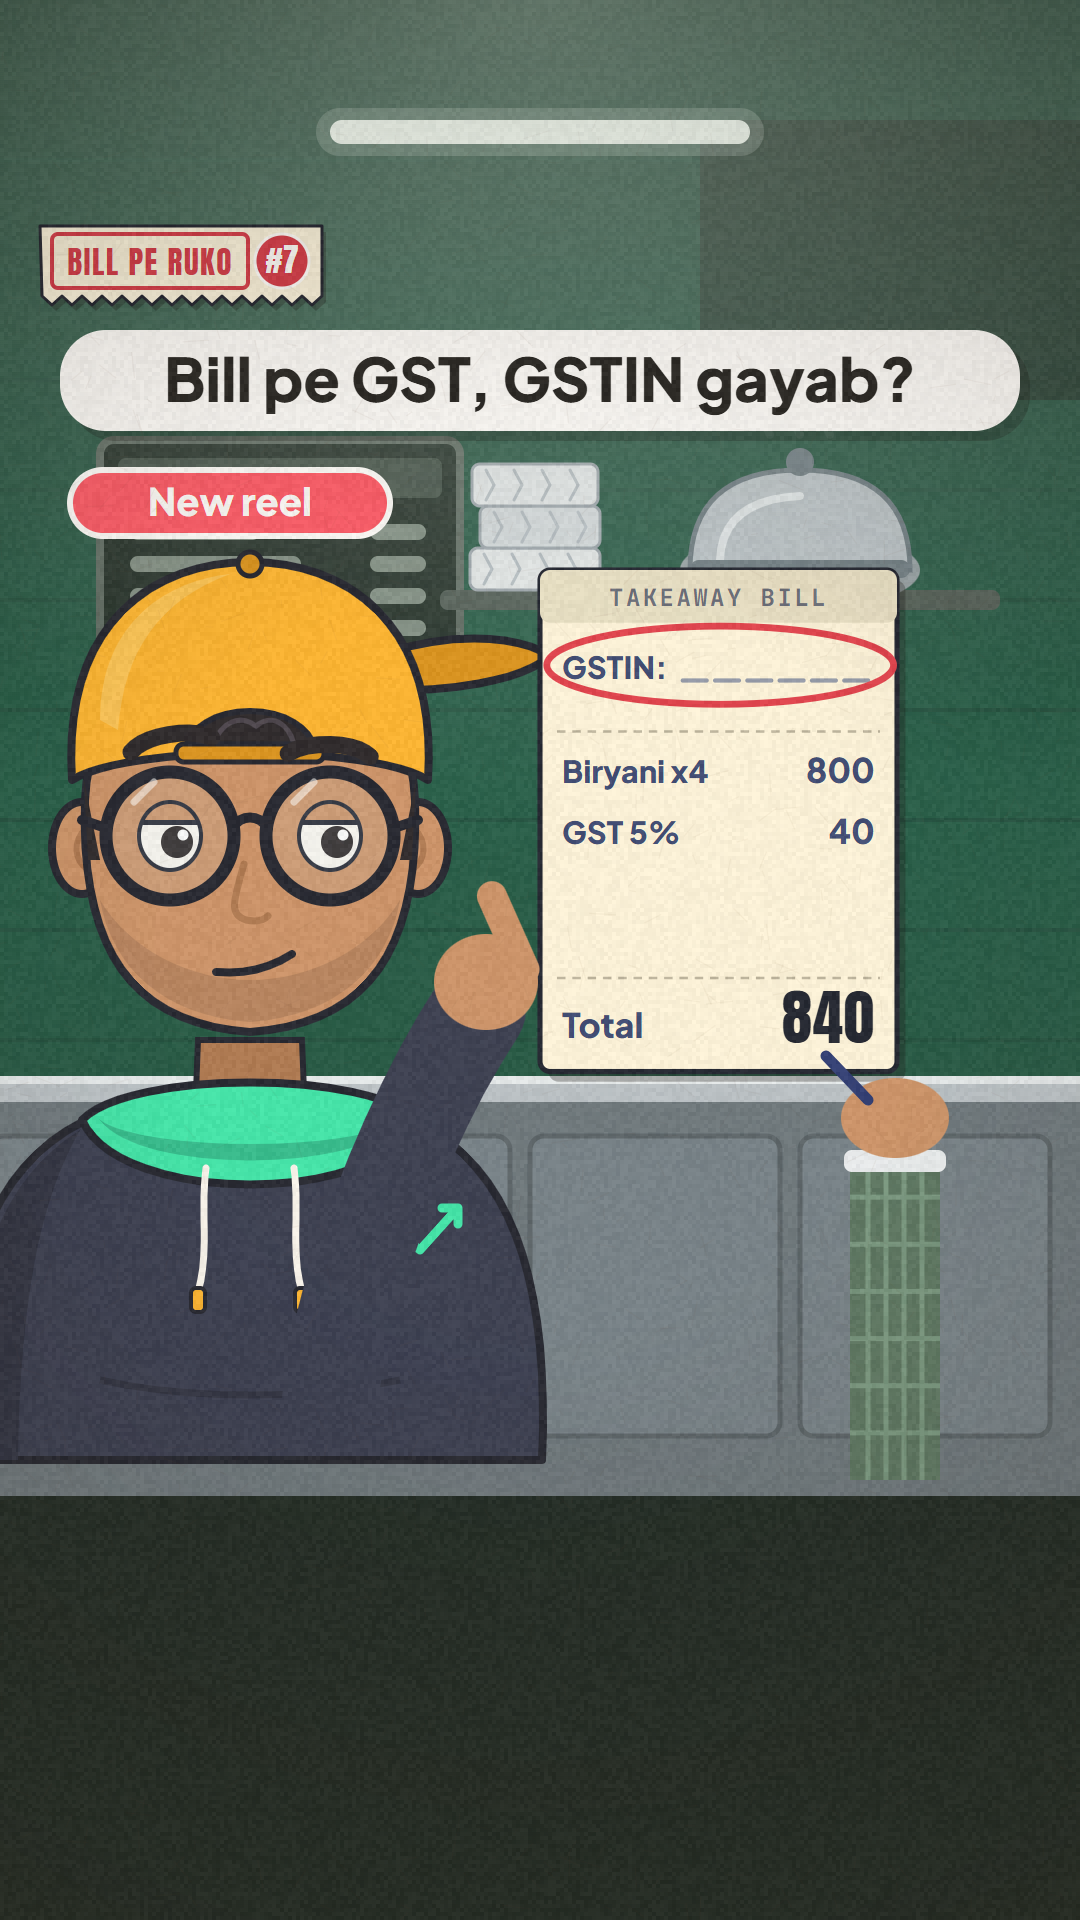 BILL PE RUKO #7
Bill pe GST, GSTIN gayab?
New reel
TAKEAWAY BILL
GSTIN:
Biryani x4 800
GST 5% 40
Total 840